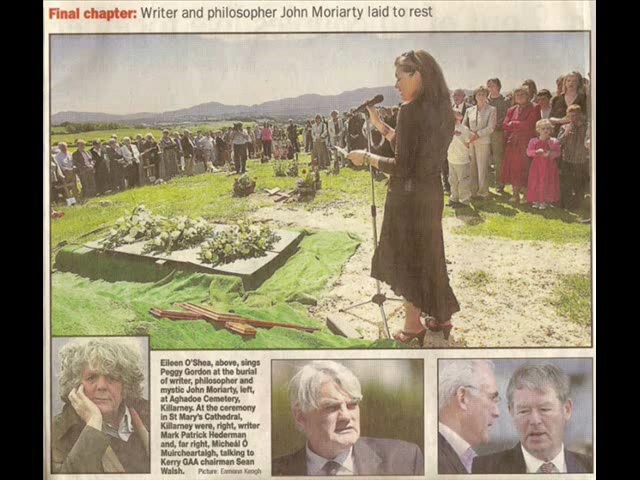 Final chapter: Writer and philosopher John Moriarty laid to rest
Eileen O'Shea, above, sings
Peggy Gordon at the burial
of writer, philosopher and
mystic John Moriarty, left,
at Aghadoe Cemetery,
Killarney. At the ceremony
in St Mary's Cathedral,
Killarney were, right, writer
Mark Patrick Hederman
and, far right, Micheál Ó
Muircheartaigh, talking to
Kerry GAA chairman Sean
Walsh. Picture: Eamonn Keogh